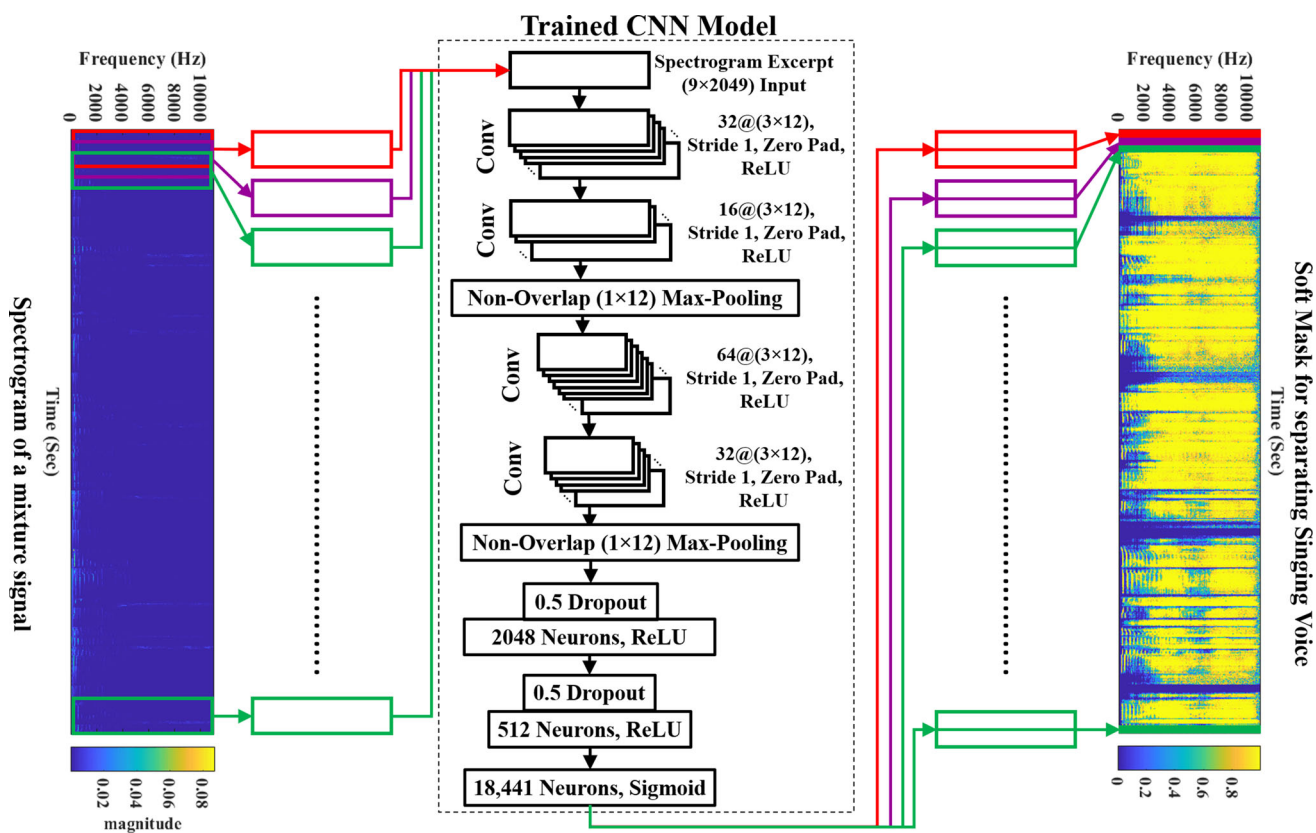 Trained CNN Model
Frequency (Hz)
0
2000
4000
6000
8000
10000
Spectrogram of a mixture signal
Time (Sec)
0.02
0.04
0.06
0.08
magnitude
Spectrogram Excerpt
(9×2049) Input
Conv
32@(3×12),
Stride 1, Zero Pad,
ReLU
Conv
16@(3×12),
Stride 1, Zero Pad,
ReLU
Non-Overlap (1×12) Max-Pooling
Conv
64@(3×12),
Stride 1, Zero Pad,
ReLU
Conv
32@(3×12),
Stride 1, Zero Pad,
ReLU
Non-Overlap (1×12) Max-Pooling
0.5 Dropout
2048 Neurons, ReLU
0.5 Dropout
512 Neurons, ReLU
18,441 Neurons, Sigmoid
Frequency (Hz)
0
2000
4000
6000
8000
10000
Time (Sec)
Soft Mask for separating Singing Voice
0.2
0.4
0.6
0.8